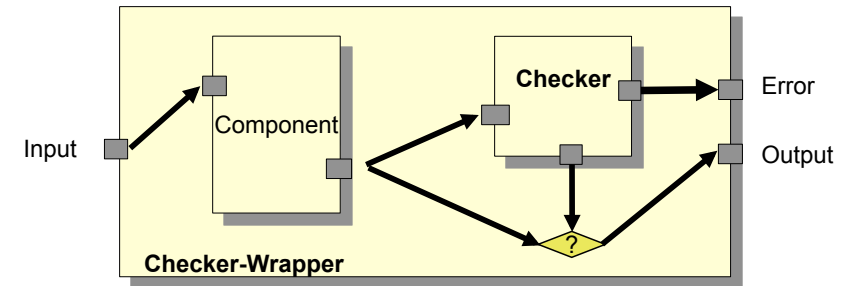 Checker
Error
Component
Input
Output
?
Checker-Wrapper